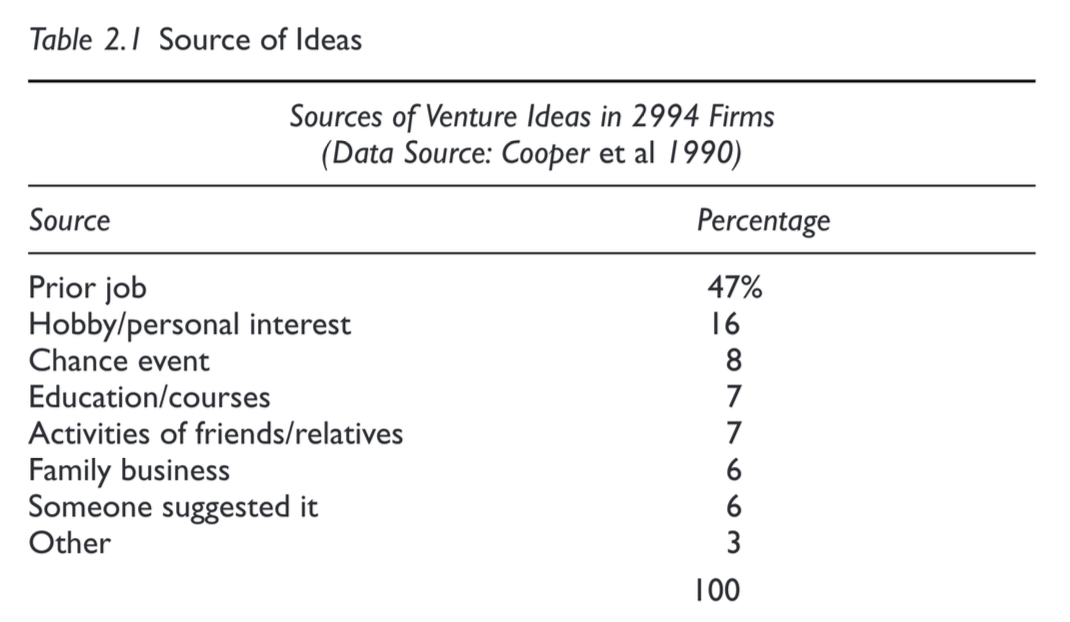 Table 2.1 Source of Ideas
Sources of Venture Ideas in 2994 Firms
(Data Source: Cooper et al 1990)
Source Percentage
Prior job 47%
Hobby/personal interest 16
Chance event 8
Education/courses 7
Activities of friends/relatives 7
Family business 6
Someone suggested it 6
Other 3
100